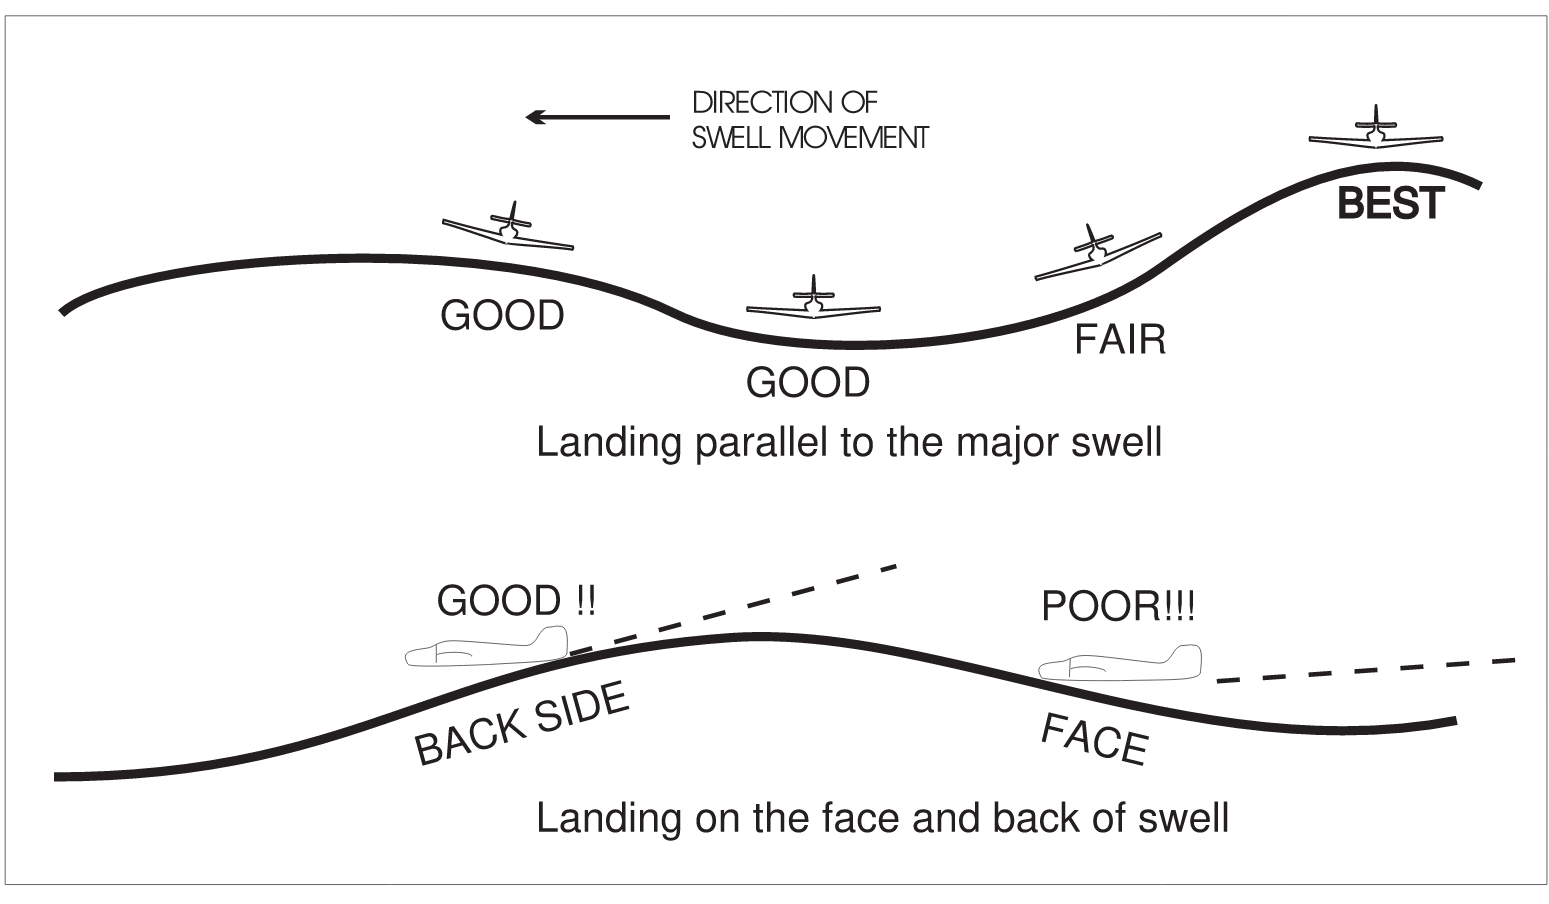 DIRECTION OF
SWELL MOVEMENT
BEST
GOOD
FAIR
GOOD
Landing parallel to the major swell
GOOD !!
POOR!!!
BACK SIDE
FACE
Landing on the face and back of swell